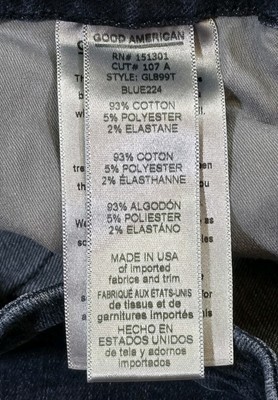 GOOD AMERICAN
RN# 151301
CUT# 107 A
STYLE: GLB99T
BLUE224
93% COTTON
5% POLYESTER
2% ELASTANE
93% COTON
5% POLYESTER
2% ÉLASTHANNE
93% ALGODÓN
5% POLIESTER
2% ELASTÁNO
MADE IN USA
of imported
fabrics and trim
FABRIQUÉ AUX ÉTATS-UNIS
de tissus et de
garnitures importés
HECHO EN
ESTADOS UNIDOS
de tela y adornos
importados